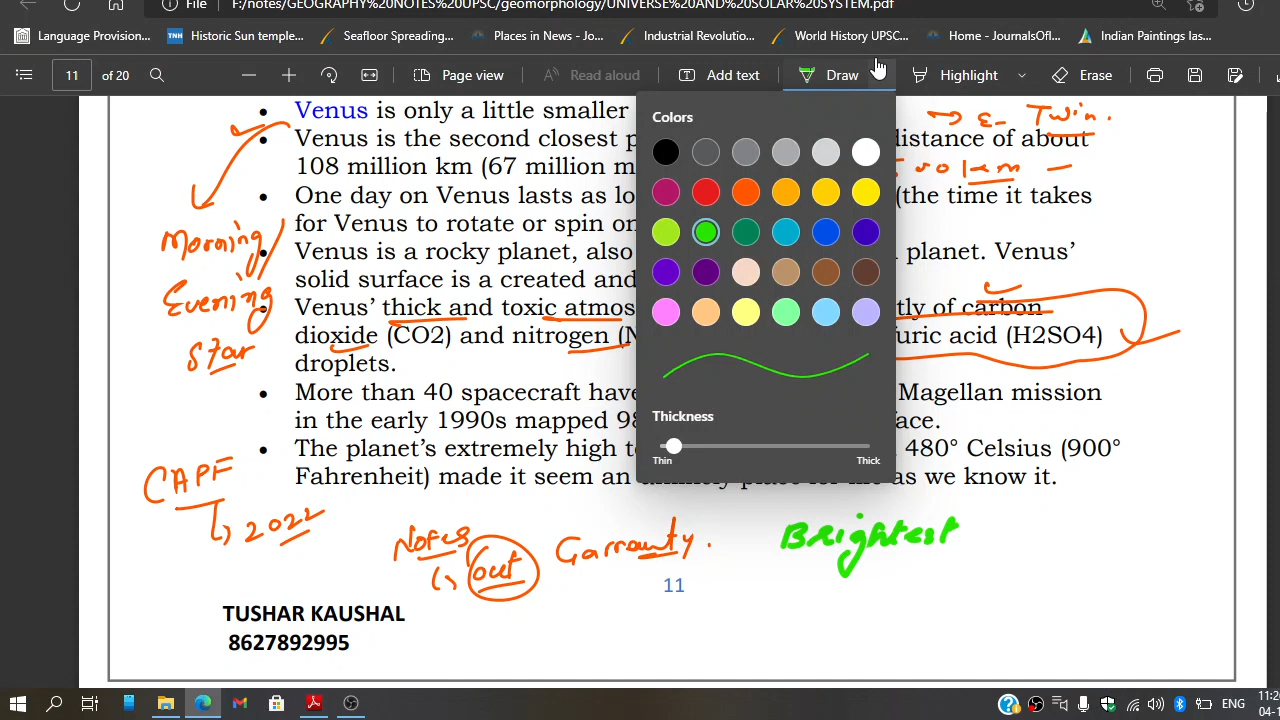 File F:/notes/GEOGRAPHY%20NOTES%20UPSC/geomorphology/UNIVERSE%20AND%20SOLAR%20SYSTEM.pdf
Language Provision... Historic Sun temple... Seafloor Spreading... Places in News - Jo... Industrial Revolutio... World History UPSC... Home - JournalsOfI... Indian Paintings las...
11 of 20 Page view Read aloud Add text Draw Highlight Erase
Colors
Thickness
Thin Thick
• Venus is only a little smaller Twin.
• Venus is the second closest p distance of about
108 million km (67 million m
• One day on Venus lasts as lo (the time it takes
for Venus to rotate or spin on
• Venus is a rocky planet, also planet. Venus’
solid surface is a created and
• Venus’ thick and toxic atmos tly of carbon
dioxide (CO2) and nitrogen (N furic acid (H2SO4)
droplets.
• More than 40 spacecraft have Magellan mission
in the early 1990s mapped 98 ace.
• The planet’s extremely high te 480° Celsius (900°
Fahrenheit) made it seem an as we know it.
Morning
Evening
Star
CAPF
2022
Notes
out
Garraunty.
Brightest
11
TUSHAR KAUSHAL
8627892995
ENG